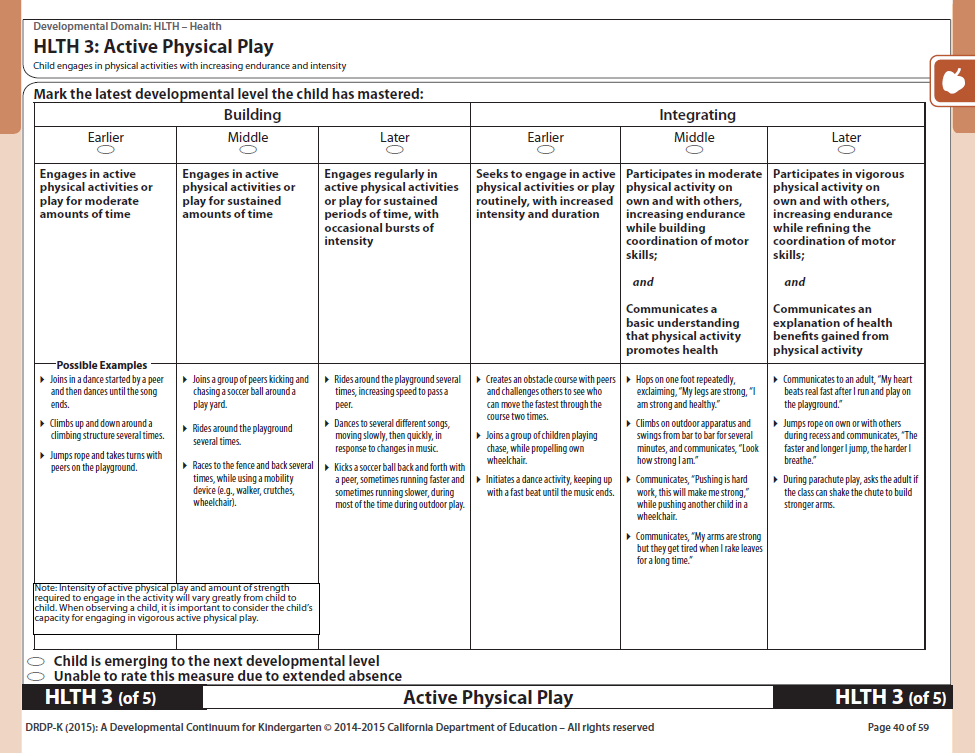 Developmental Domain: HLTH – Health
HLTH 3: Active Physical Play
Child engages in physical activities with increasing endurance and intensity
Mark the latest developmental level the child has mastered:
Building
Integrating
Earlier
Middle
Later
Earlier
Middle
Later
Engages in active
physical activities or
play for moderate
amounts of time
Engages in active
physical activities or
play for sustained
amounts of time
Engages regularly in
active physical activities
or play for sustained
periods of time, with
occasional bursts of
intensity
Seeks to engage in active
physical activities or play
routinely, with increased
intensity and duration
Participates in moderate
physical activity on
own and with others,
increasing endurance
while building
coordination of motor
skills;
and
Communicates a
basic understanding
that physical activity
promotes health
Participates in vigorous
physical activity on
own and with others,
increasing endurance
while refining the
coordination of motor
skills;
and
Communicates an
explanation of health
benefits gained from
physical activity
Possible Examples
Joins in a dance started by a peer
and then dances until the song
ends.
Climbs up and down around a
climbing structure several times.
Jumps rope and takes turns with
peers on the playground.
Joins a group of peers kicking and
chasing a soccer ball around a
play yard.
Rides around the playground
several times.
Races to the fence and back several
times, while using a mobility
device (e.g., walker, crutches,
wheelchair).
Rides around the playground several
times, increasing speed to pass a
peer.
Dances to several different songs,
moving slowly, then quickly, in
response to changes in music.
Kicks a soccer ball back and forth with
a peer, sometimes running faster and
sometimes running slower, during
most of the time during outdoor play.
Creates an obstacle course with peers
and challenges others to see who
can move the fastest through the
course two times.
Joins a group of children playing
chase, while propelling own
wheelchair.
Initiates a dance activity, keeping up
with a fast beat until the music ends.
Hops on one foot repeatedly,
exclaiming, "My legs are strong, "I
am strong and healthy."
Climbs on outdoor apparatus and
swings from bar to bar for several
minutes, and communicates, "Look
how strong I am."
Communicates, "Pushing is hard
work, this will make me strong,"
while pushing another child in a
wheelchair.
Communicates, "My arms are strong
but they get tired when I rake leaves
for a long time."
Communicates to an adult, "My heart
beats real fast after I run and play on
the playground."
Jumps rope on own or with others
during recess and communicates, "The
faster and longer I jump, the harder I
breathe."
During parachute play, asks the adult if
the class can shake the chute to build
stronger arms.
Note: Intensity of active physical play and amount of strength
required to engage in the activity will vary greatly from child to
child. When observing a child, it is important to consider the child's
capacity for engaging in vigorous active physical play.
Child is emerging to the next developmental level
Unable to rate this measure due to extended absence
HLTH 3 (of 5)
Active Physical Play
HLTH 3 (of 5)
DRDP-K (2015): A Developmental Continuum for Kindergarten © 2014-2015 California Department of Education – All rights reserved
Page 40 of 59